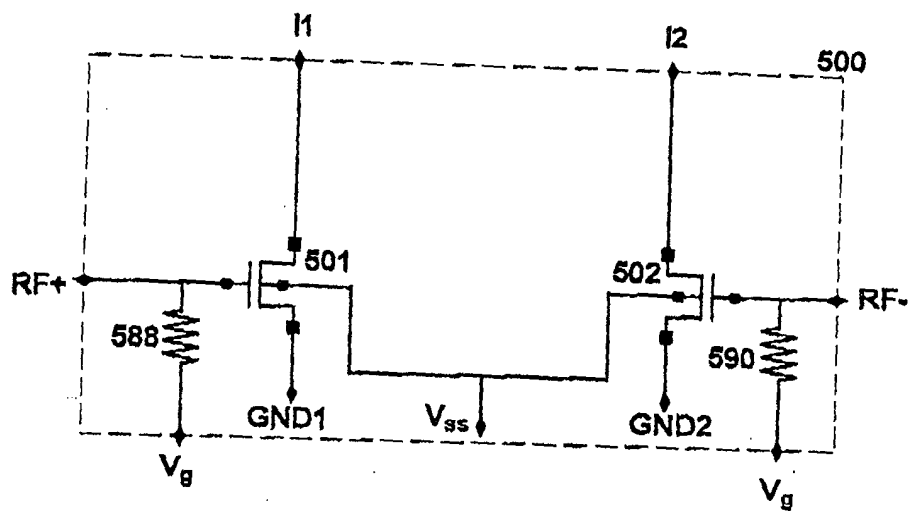 I1
I2
500
501
502
RF+
RF-
588
590
GND1
Vss
GND2
Vg
Vg